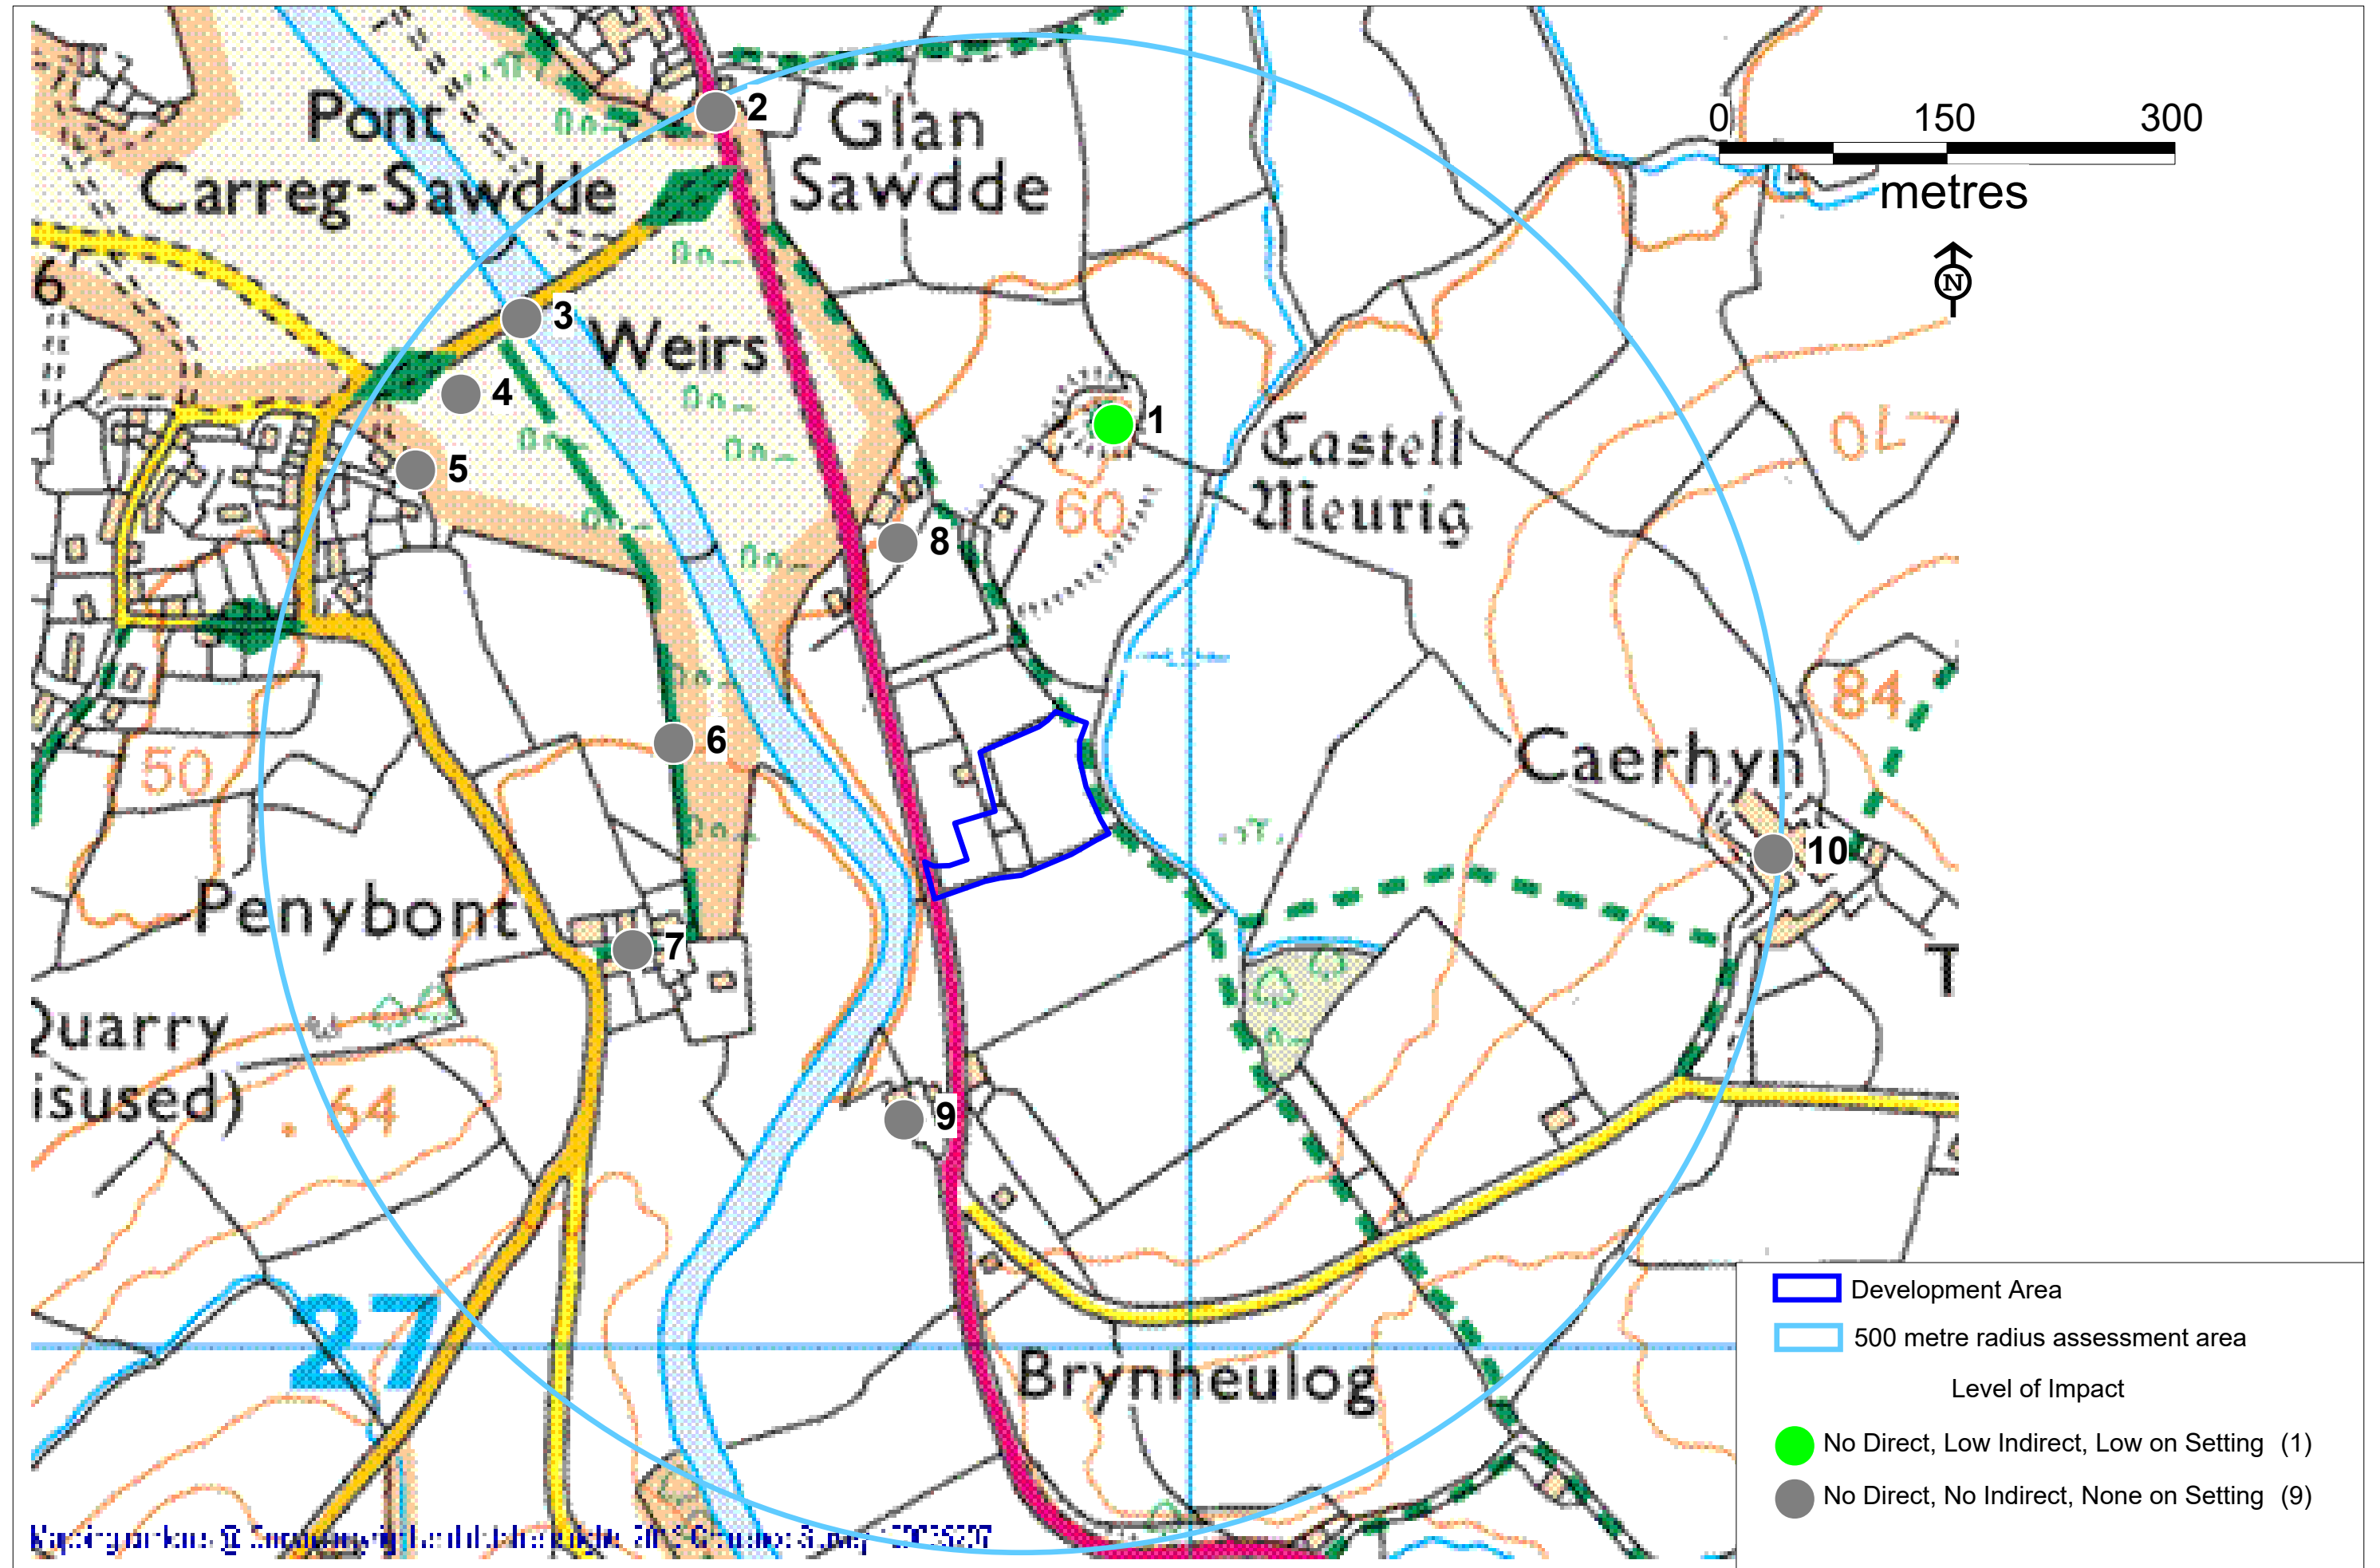 2
Pont
Glan
0 150 300
Carreg-Sawdde
Sawdde
metres
6
N
3
Weirs
4
1
70
5
Castell
60
Meurig
8
84
6
Caerhyn
50
10
Penybont
7
T
Quarry
isused)
64
9
27
Brynheulog
Development Area
500 metre radius assessment area
Level of Impact
No Direct, Low Indirect, Low on Setting (1)
No Direct, No Indirect, None on Setting (9)